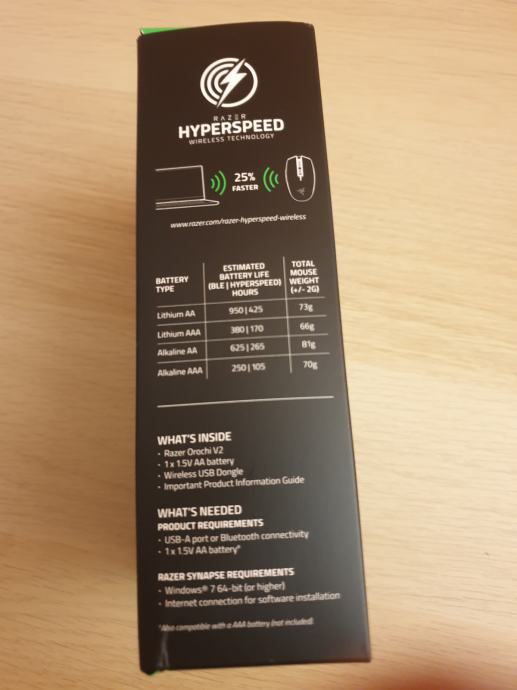 RAZER
HYPERSPEED
WIRELESS TECHNOLOGY
25%
FASTER
www.razer.com/razer-hyperspeed-wireless
BATTERY TYPE | ESTIMATED BATTERY LIFE (BLE | HYPERSPEED) HOURS | TOTAL MOUSE WEIGHT (+/- 2G)
Lithium AA 950 | 425 73g
Lithium AAA 380 | 170 66g
Alkaline AA 625 | 265 81g
Alkaline AAA 250 | 105 70g
WHAT'S INSIDE
· Razer Orochi V2
· 1 x 1.5V AA battery
· Wireless USB Dongle
· Important Product Information Guide
WHAT'S NEEDED
PRODUCT REQUIREMENTS
· USB-A port or Bluetooth connectivity
· 1 x 1.5V AA battery*
RAZER SYNAPSE REQUIREMENTS
· Windows® 7 64-bit (or higher)
· Internet connection for software installation
*Also compatible with a AAA battery (not included).